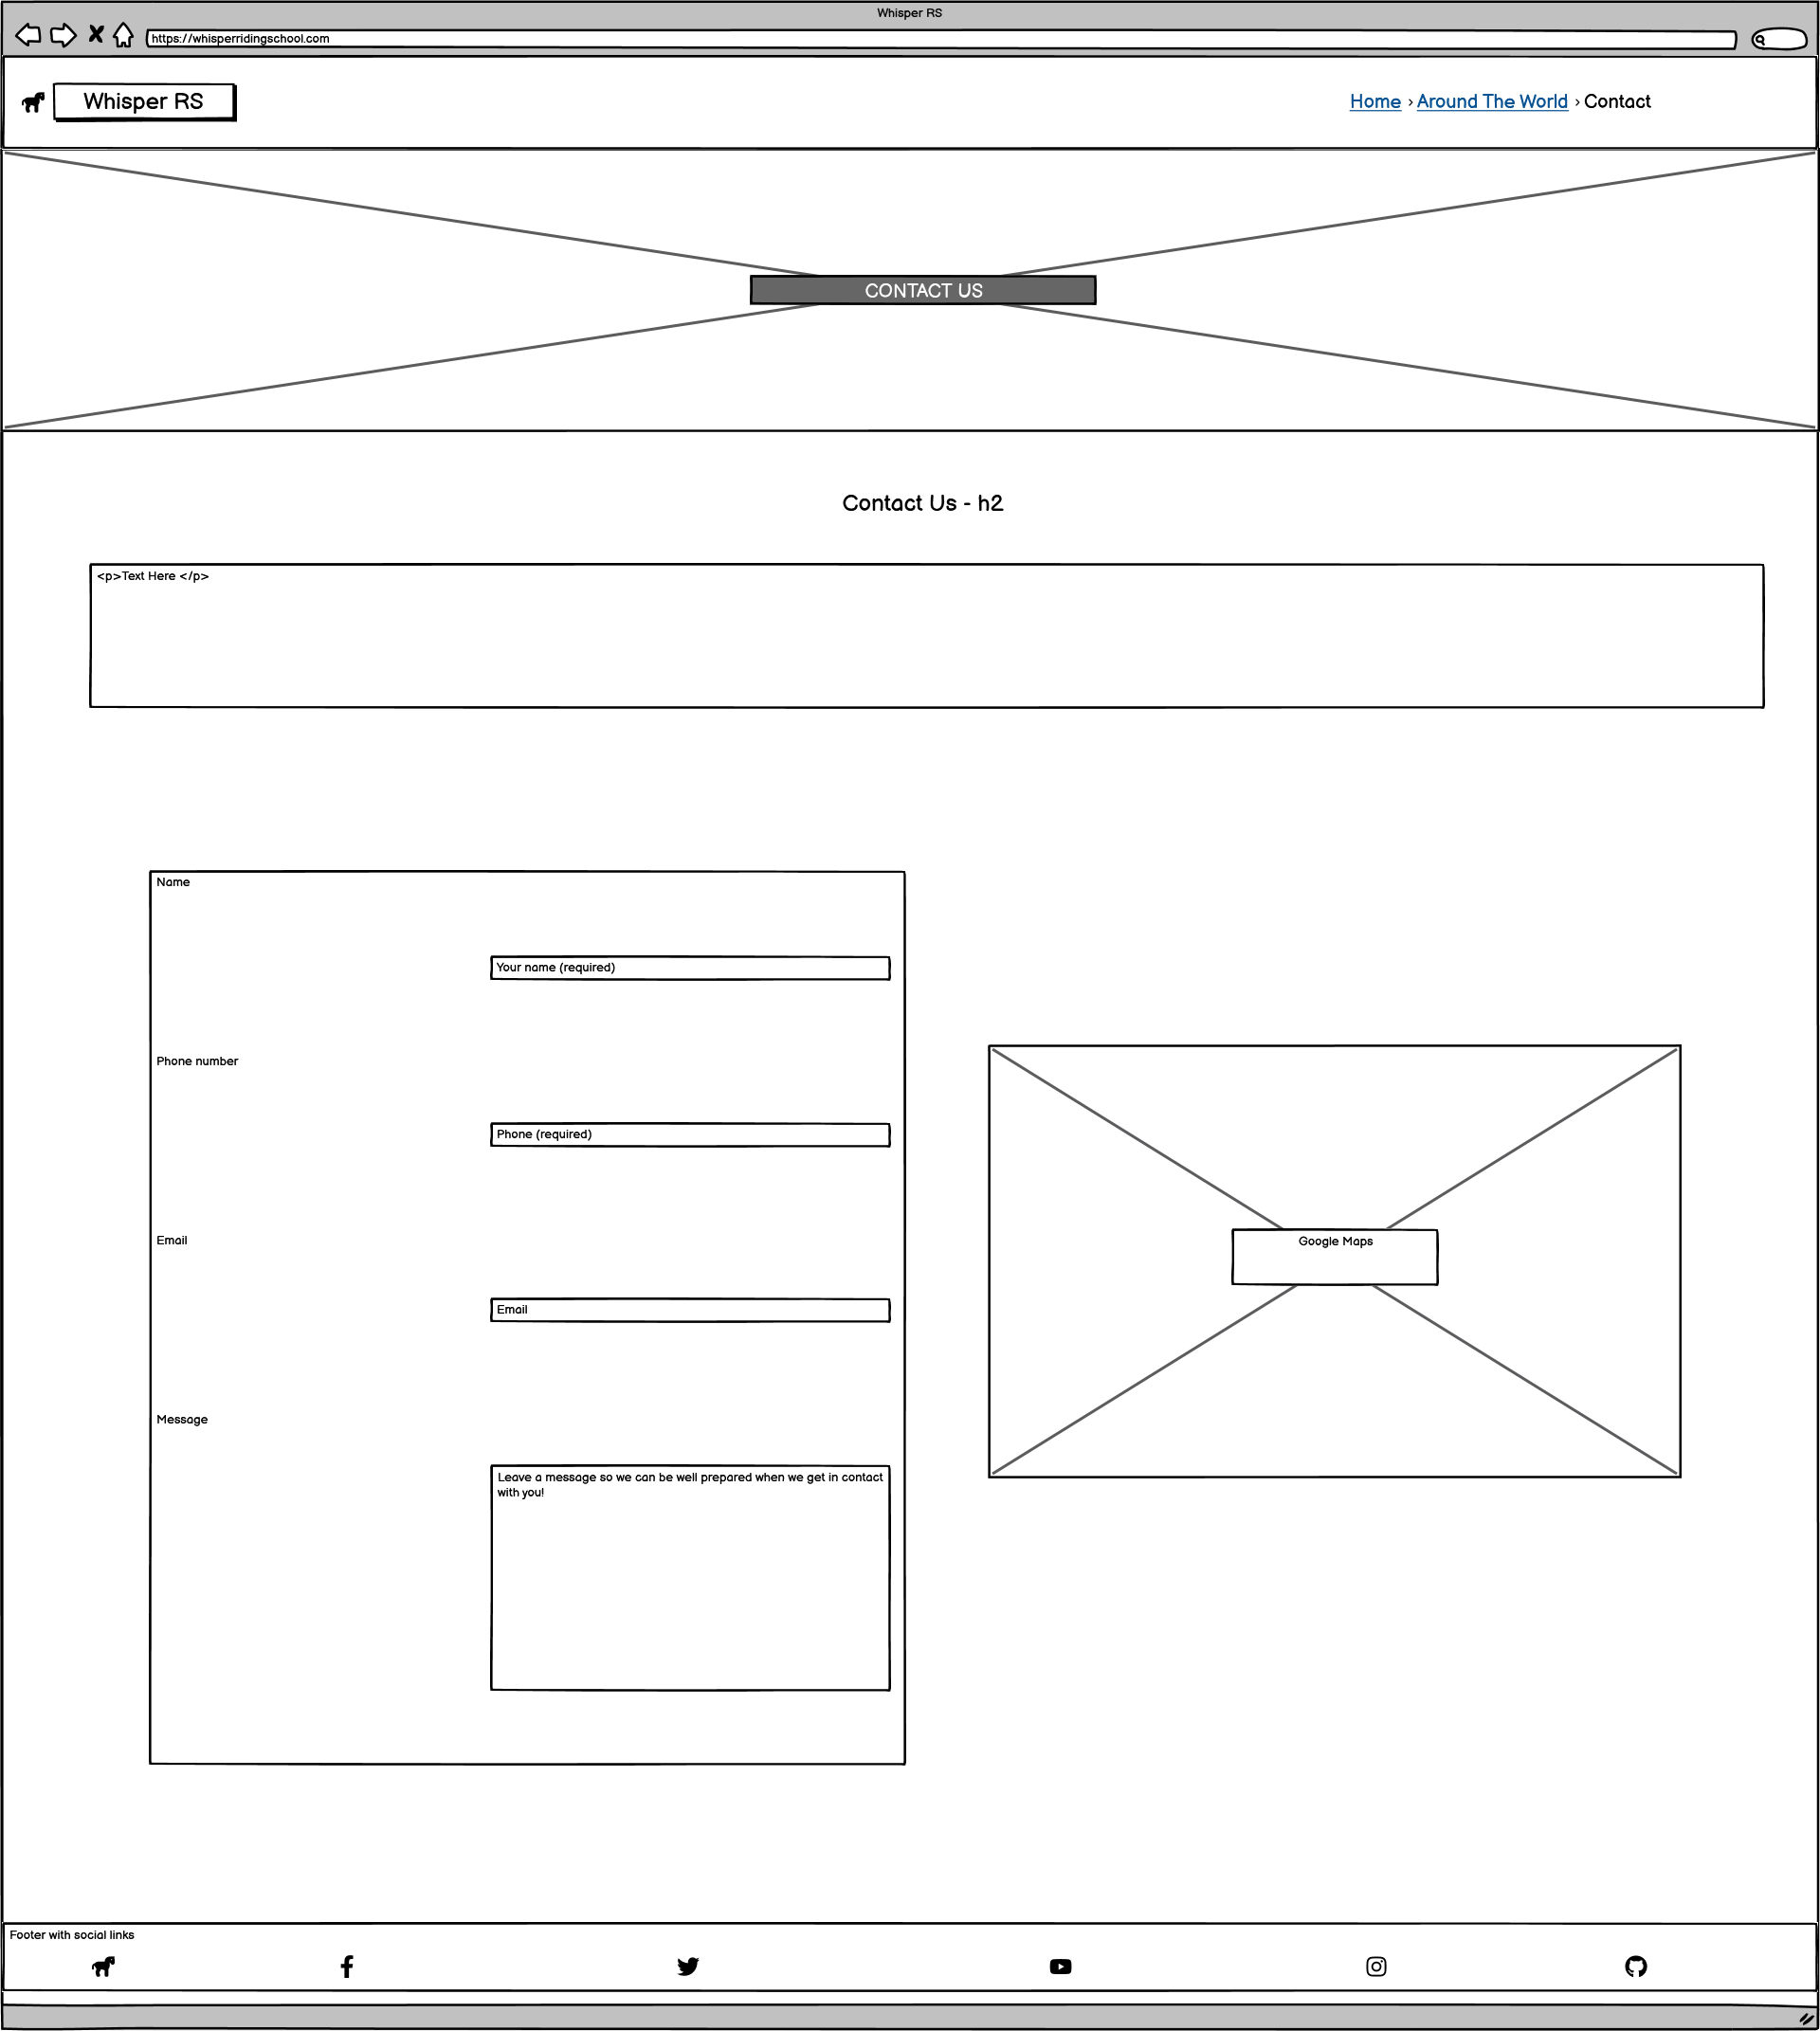 Whisper RS
https://whisperridingschool.com
Whisper RS
Home › Around The World › Contact
CONTACT US
Contact Us - h2
<p>Text Here </p>
Name
Your name (required)
Phone number
Phone (required)
Email
Email
Message
Leave a message so we can be well prepared when we get in contact
with you!
Google Maps
Footer with social links